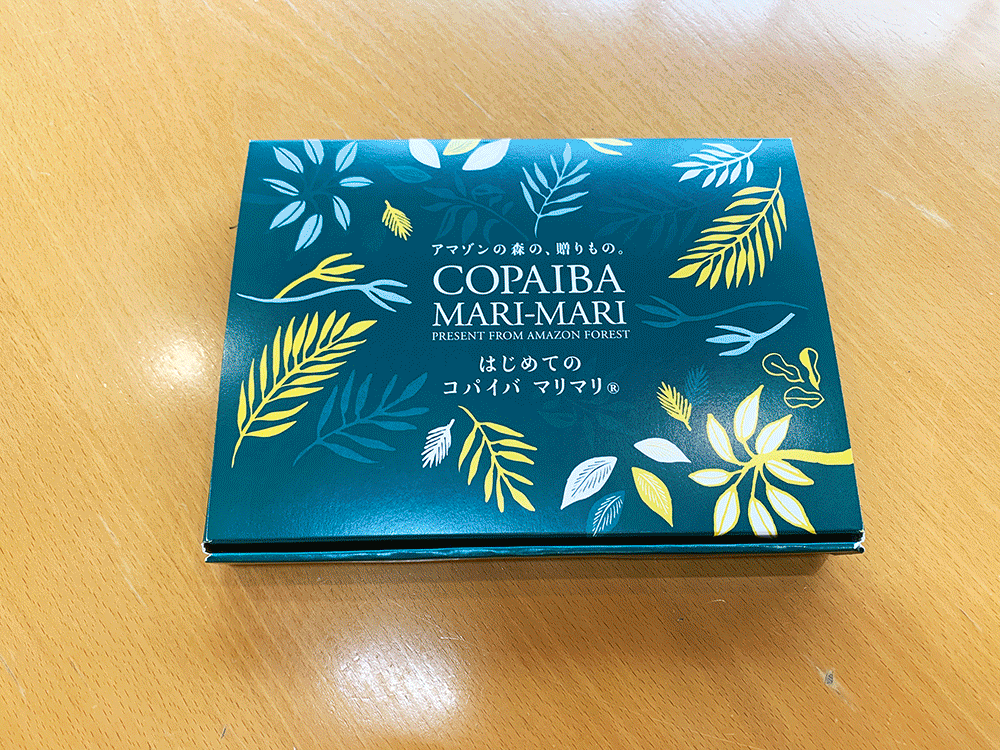 アマゾンの森の、贈りもの。
COPAIBA
MARI-MARI
PRESENT FROM AMAZON FOREST
はじめての
コパイバ マリマリ®